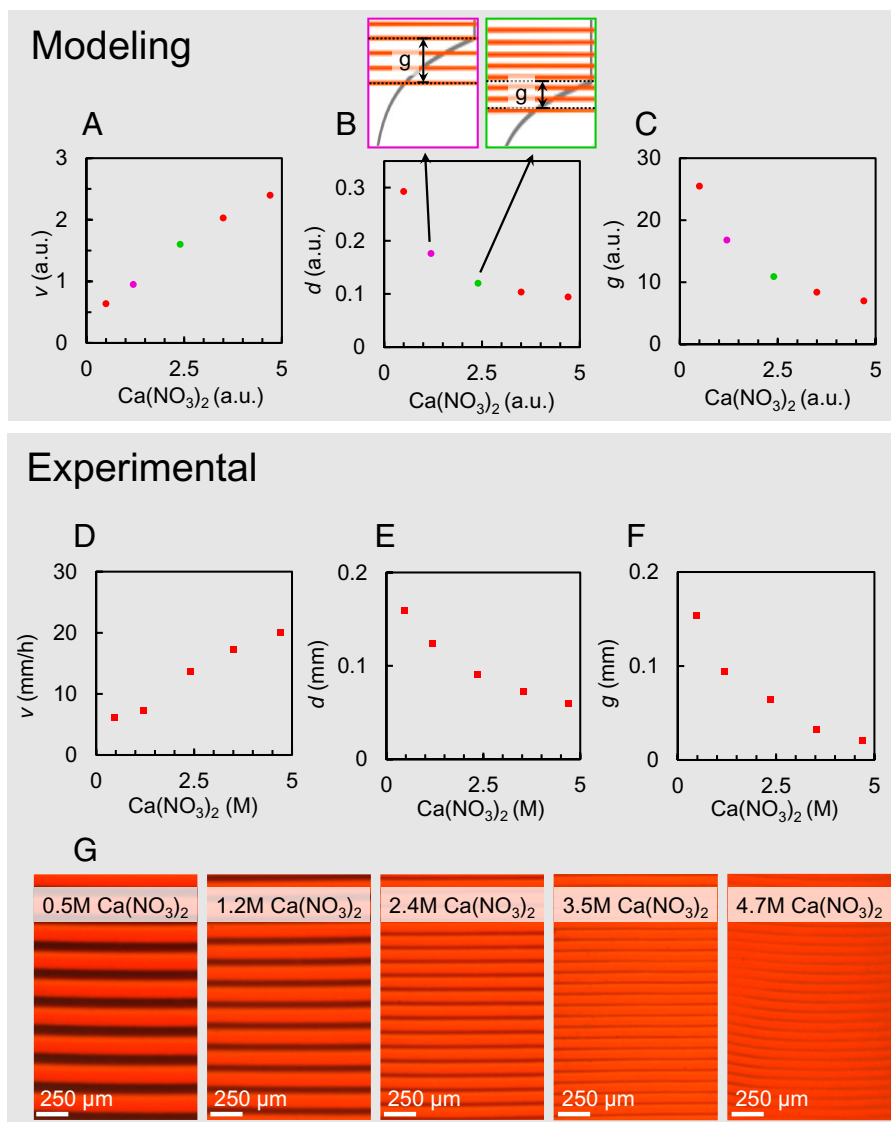 Modeling
g
g
A
B
C
3
2
1
0
v (a.u.)
0
2.5
5
Ca(NO₃)₂ (a.u.)
0.3
0.2
0.1
0
d (a.u.)
0
2.5
5
Ca(NO₃)₂ (a.u.)
30
20
10
0
g (a.u.)
0
2.5
5
Ca(NO₃)₂ (a.u.)
Experimental
D
E
F
30
20
10
0
v (mm/h)
0
2.5
5
Ca(NO₃)₂ (M)
0.2
0.1
0
d (mm)
0
2.5
5
Ca(NO₃)₂ (M)
0.2
0.1
0
g (mm)
0
2.5
5
Ca(NO₃)₂ (M)
G
0.5M Ca(NO₃)₂
1.2M Ca(NO₃)₂
2.4M Ca(NO₃)₂
3.5M Ca(NO₃)₂
4.7M Ca(NO₃)₂
250 µm
250 µm
250 µm
250 µm
250 µm